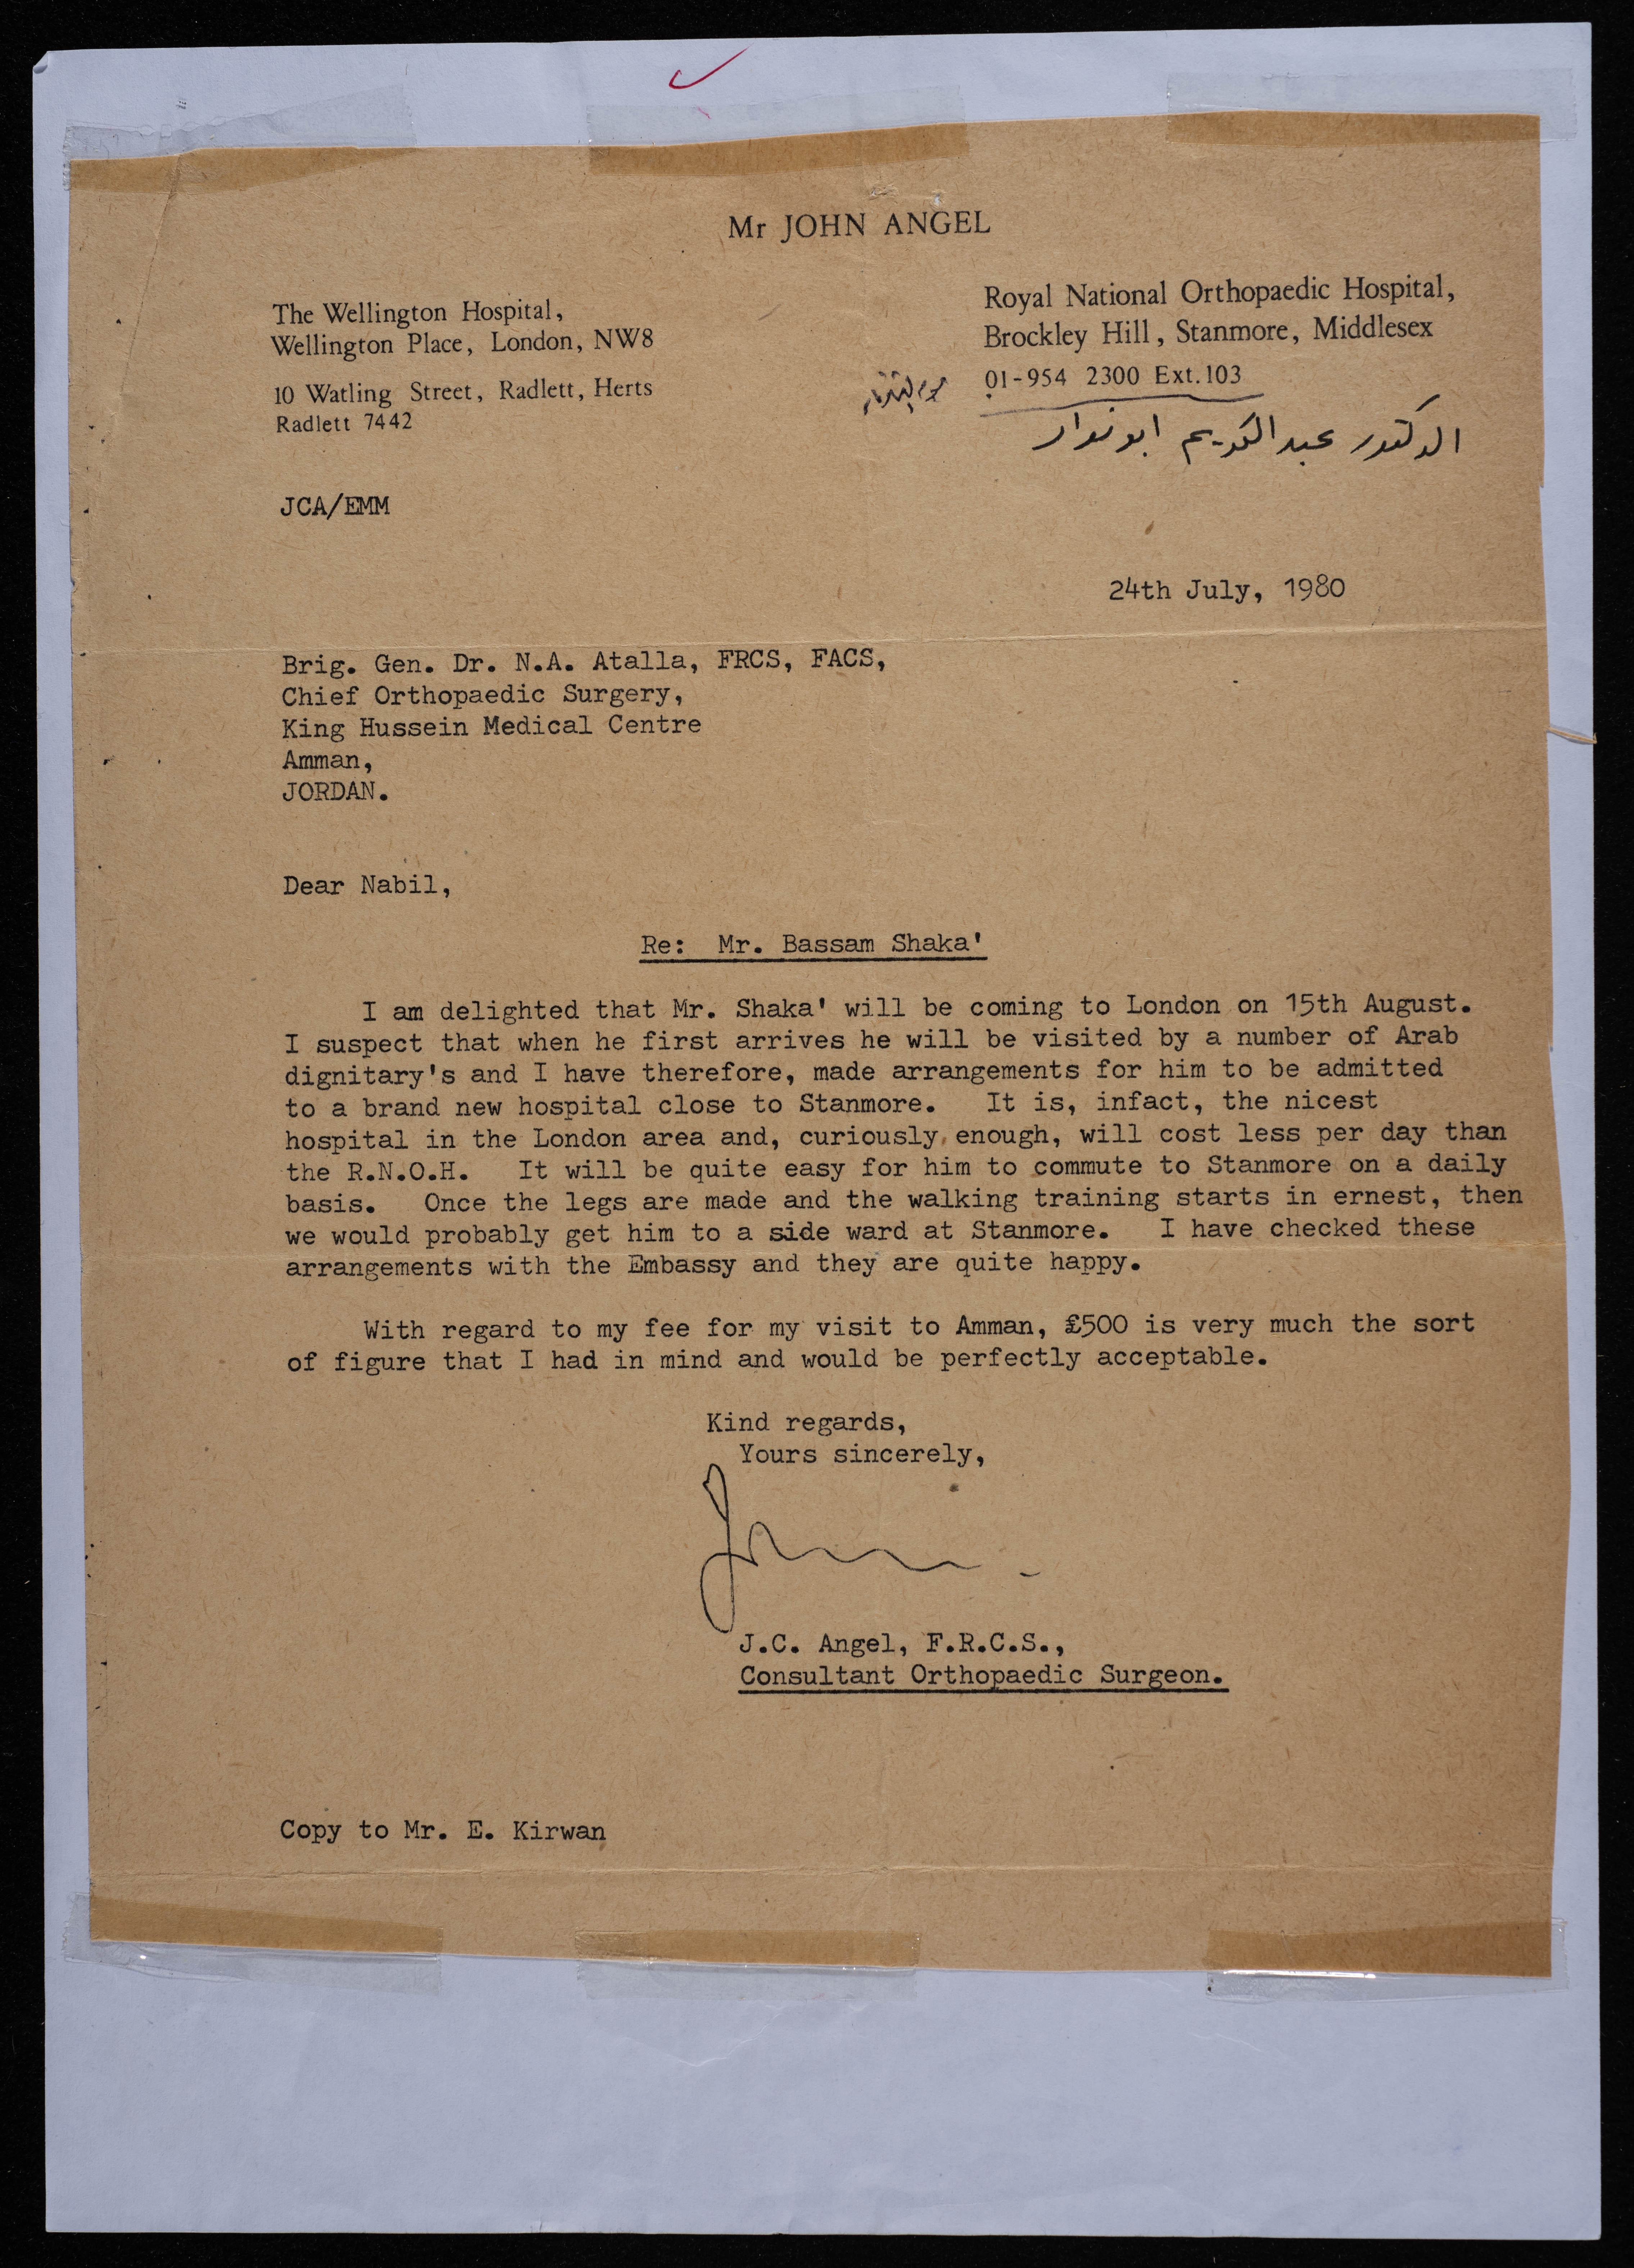 Mr JOHN ANGEL
The Wellington Hospital,
Wellington Place, London, NW8
10 Watling Street, Radlett, Herts
Radlett 7442
Royal National Orthopaedic Hospital,
Brockley Hill, Stanmore, Middlesex
01-954 2300 Ext.103
الدكتور عبد الكريم ابو نوار
JCA/EMM
24th July, 1980
Brig. Gen. Dr. N.A. Atalla, FRCS, FACS,
Chief Orthopaedic Surgery,
King Hussein Medical Centre
Amman,
JORDAN.
Dear Nabil,
Re: Mr. Bassam Shaka'
I am delighted that Mr. Shaka' will be coming to London on 15th August.
I suspect that when he first arrives he will be visited by a number of Arab
dignitary's and I have therefore, made arrangements for him to be admitted
to a brand new hospital close to Stanmore. It is, infact, the nicest
hospital in the London area and, curiously enough, will cost less per day than
the R.N.O.H. It will be quite easy for him to commute to Stanmore on a daily
basis. Once the legs are made and the walking training starts in ernest, then
we would probably get him to a side ward at Stanmore. I have checked these
arrangements with the Embassy and they are quite happy.
With regard to my fee for my visit to Amman, £500 is very much the sort
of figure that I had in mind and would be perfectly acceptable.
Kind regards,
Yours sincerely,
J.C. Angel, F.R.C.S.,
Consultant Orthopaedic Surgeon.
Copy to Mr. E. Kirwan